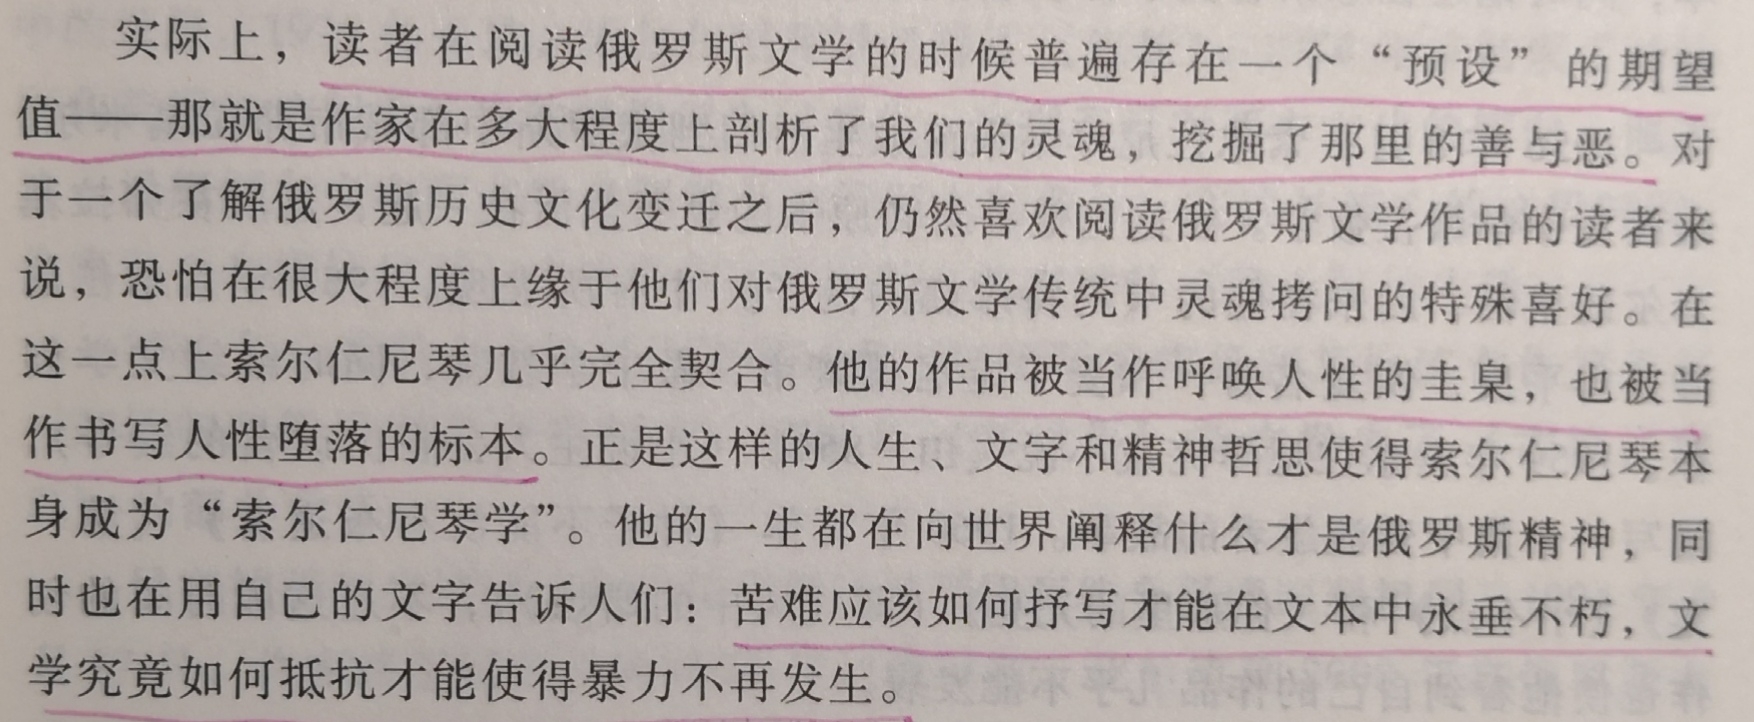 实际上，读者在阅读俄罗斯文学的时候普遍存在一个“预设”的期望
值——那就是作家在多大程度上剖析了我们的灵魂，挖掘了那里的善与恶。对
于一个了解俄罗斯历史文化变迁之后，仍然喜欢阅读俄罗斯文学作品的读者来
说，恐怕在很大程度上缘于他们对俄罗斯文学传统中灵魂拷问的特殊喜好。在
这一点上索尔仁尼琴几乎完全契合。他的作品被当作呼唤人性的圭臬，也被当
作书写人性堕落的标本。正是这样的人生、文字和精神哲思使得索尔仁尼琴本
身成为“索尔仁尼琴学”。他的一生都在向世界阐释什么才是俄罗斯精神，同
时也在用自己的文字告诉人们：苦难应该如何抒写才能在文本中永垂不朽，文
学究竟如何抵抗才能使得暴力不再发生。